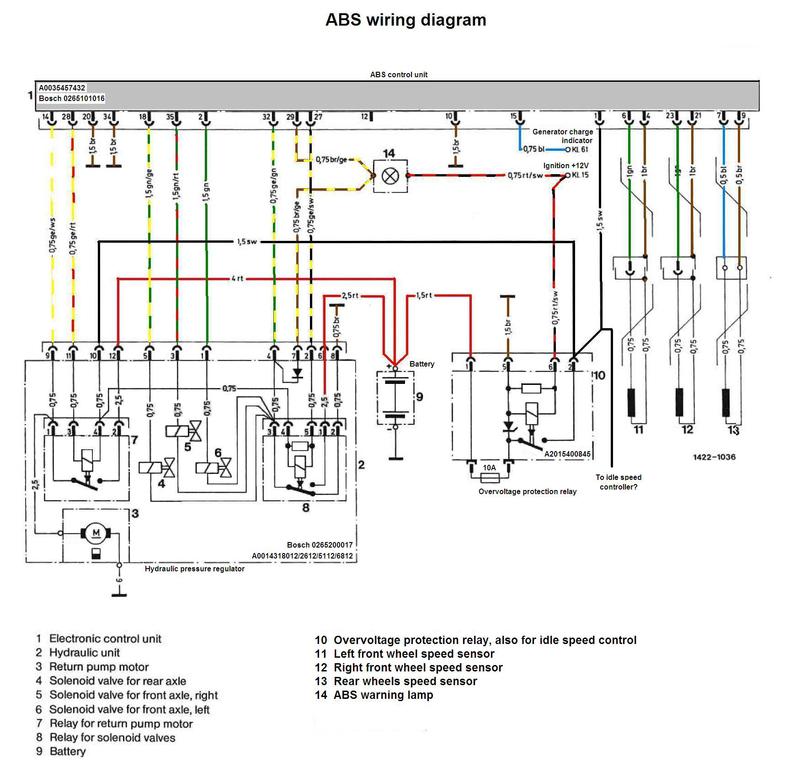 ABS wiring diagram
ABS control unit
1
A0035457432
Bosch 0265101016
14 28 20 34 18 35 2 32 29 27 12 10 15 1 6 4 23 21 7 9
1,5 br
1,5 br
0,75 br/ge
14
1,5 br
Generator charge
indicator
0,75 bl
KL 61
Ignition +12V
0,75 rt/sw
KL 15
0,75 ge/ws
0,75 ge/rt
1,5 gn/ge
1,5 gn/rt
1,5 gn
0,75 ge/gn
0,75 br/ge
0,75 ge/sw
1,5 sw
1 gn
1 br
1 gn
1 br
0,5 bl
0,5 br
1,5 sw
4 rt
2,5 rt
0,75 br
1,5 rt
1,5 br
0,75 rt/sw
9 11 10 12 5 3 1 4 7 2 6 8
Battery
+
-
9
1 5 6 2
10
0,75
0,75
0,75
0,75
0,75
0,75
0,75 0,75 0,75 2,5 0,75 0,75 0,75 0,75 2,5 0,75
1 3 4 2
3 4 5 1 2
7
5
4
6
8
2
2,5
3
M
6
Bosch 0265200017
A0014318012/2612/5112/6812
Hydraulic pressure regulator
A2015400845
10A
Overvoltage protection relay
To idle speed
controller?
11 12 13
1422-1036
1 Electronic control unit
2 Hydraulic unit
3 Return pump motor
4 Solenoid valve for rear axle
5 Solenoid valve for front axle, right
6 Solenoid valve for front axle, left
7 Relay for return pump motor
8 Relay for solenoid valves
9 Battery
10 Overvoltage protection relay, also for idle speed control
11 Left front wheel speed sensor
12 Right front wheel speed sensor
13 Rear wheels speed sensor
14 ABS warning lamp